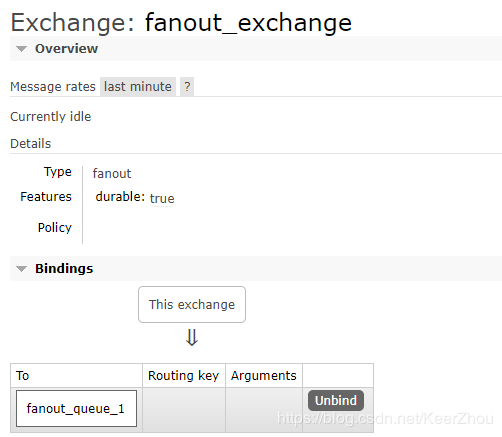 Exchange: fanout_exchange
Overview
Message rates last minute ?
Currently idle
Details
Type fanout
Features durable: true
Policy
Bindings
This exchange
⇓
To Routing key Arguments
fanout_queue_1 Unbind
https://blog.csdn.net/KeerZhou